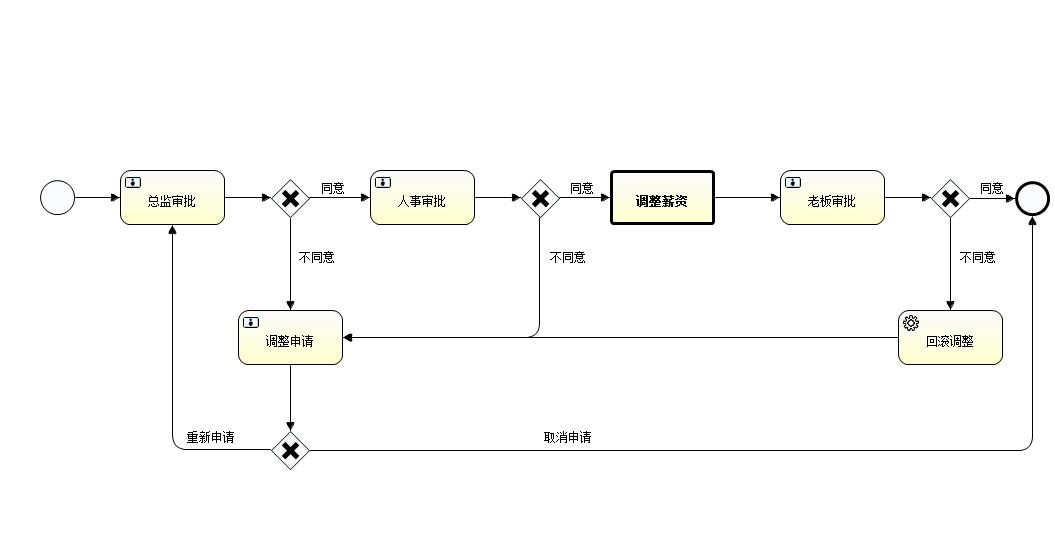 同意
同意
同意
总监审批
人事审批
调整薪资
老板审批
不同意
不同意
不同意
调整申请
回滚调整
重新申请
取消申请